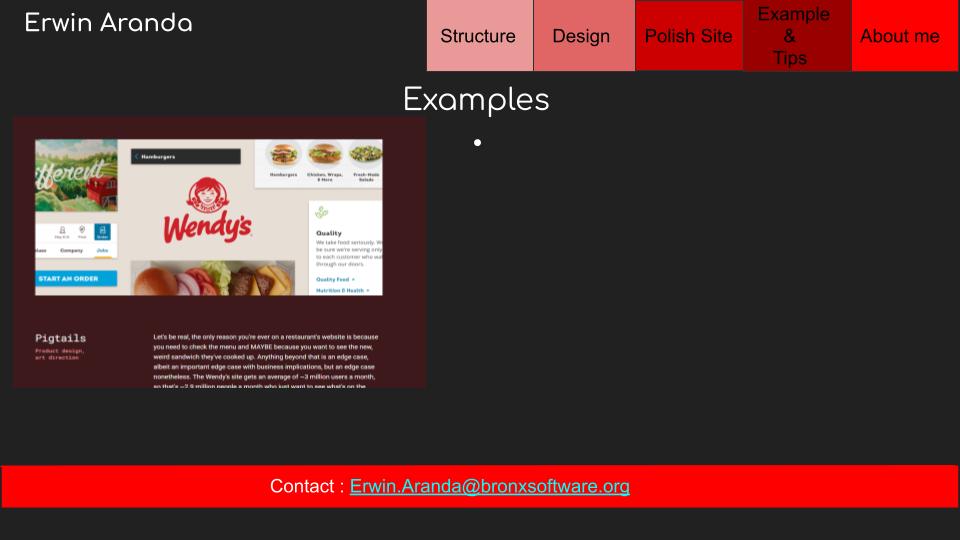 Erwin Aranda
Structure
Design
Polish Site
Example
&
Tips
About me
Examples
•
Hamburgers
Hamburgers
Chicken, Wraps,
& More
Fresh-Made
Salads
fferent
Wendy's
Company
Jobs
START AN ORDER
Quality
We take food seriously. W
be sure we're serving only
to each customer who wa
through our doors.
Quality Food
Nutrition & Health
Pigtails
Product design,
art direction
Let's be real, the only reason you're ever on a restaurant's website is because
you need to check the menu and MAYBE because you want to see the new,
weird sandwich they've cooked up. Anything beyond that is an edge case,
albeit an important edge case with business implications, but an edge case
nonetheless. The Wendy's site gets an average of ~3 million users a month,
so that's ~2.9 million people a month who just want to see what's on the
Contact : Erwin.Aranda@bronxsoftware.org